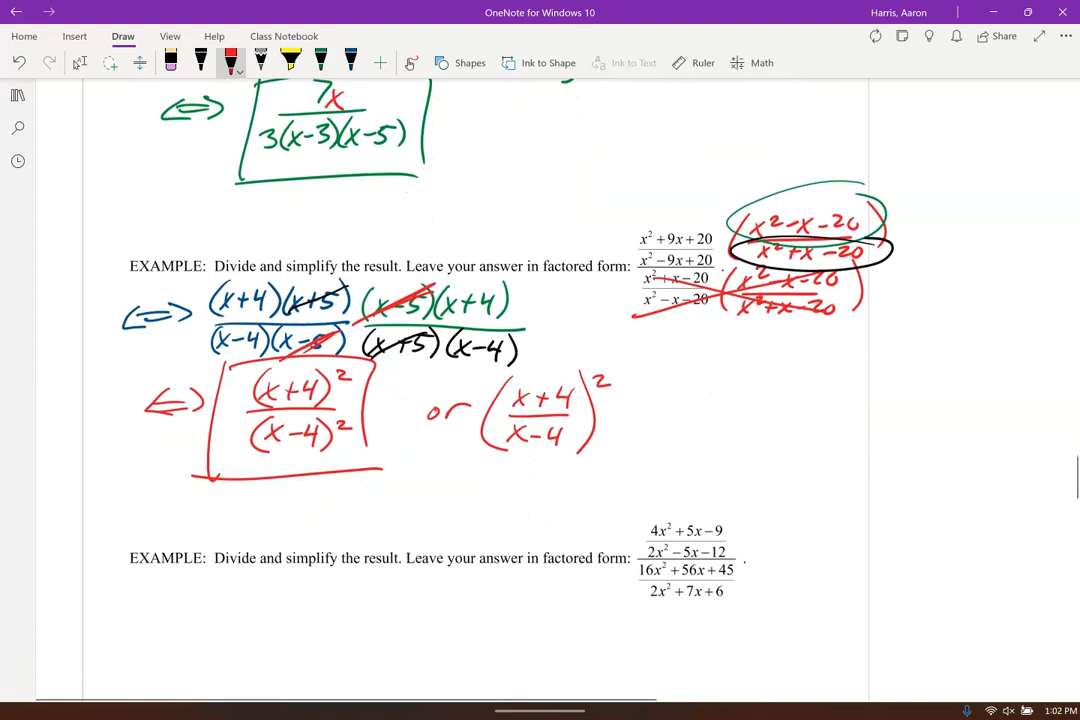 OneNote for Windows 10
Harris, Aaron
Home Insert Draw View Help Class Notebook
Share
Shapes Ink to Shape Ink to Text Ruler Math
7x
3(x-3)(x-5)
EXAMPLE: Divide and simplify the result. Leave your answer in factored form:
x² + 9x + 20
x² − 9x + 20
x² + x − 20
x² − x − 20
.
(x² - x - 20
x² + x - 20)
(x² - x - 20
x² + x - 20)
⇔ (x+4)(x+5) (x-5)(x+4)
(x-4)(x-5) (x+5)(x-4)
⇔ (x+4)²
(x-4)²
or (x+4
x-4)²
EXAMPLE: Divide and simplify the result. Leave your answer in factored form:
4x² + 5x − 9
2x² − 5x − 12
16x² + 56x + 45
2x² + 7x + 6
.
1:02 PM